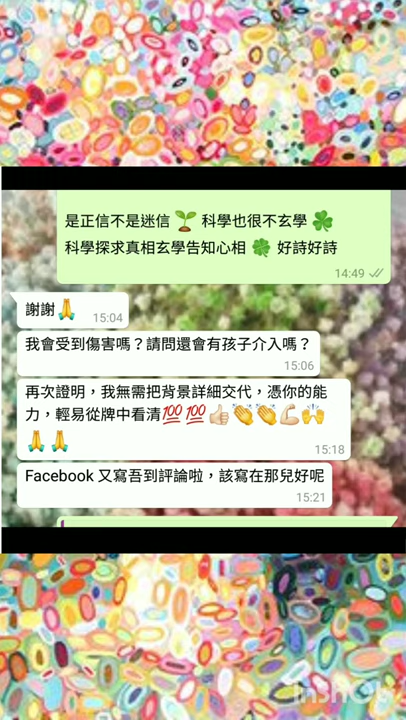 是正信不是迷信 🌱 科學也很不玄學 🍀
科學探求真相玄學告知心相 🍀 好詩好詩
14:49
謝謝🙏
15:04
我會受到傷害嗎？請問還會有孩子介入嗎？
15:06
再次證明，我無需把背景詳細交代，憑你的能
力，輕易從牌中看清💯💯👍🏻👏🏻👏🏻💪🏻🙌🏻
🙏🙏
15:18
Facebook 又寫吾到評論啦，該寫在那兒好呢
15:21
InShOt